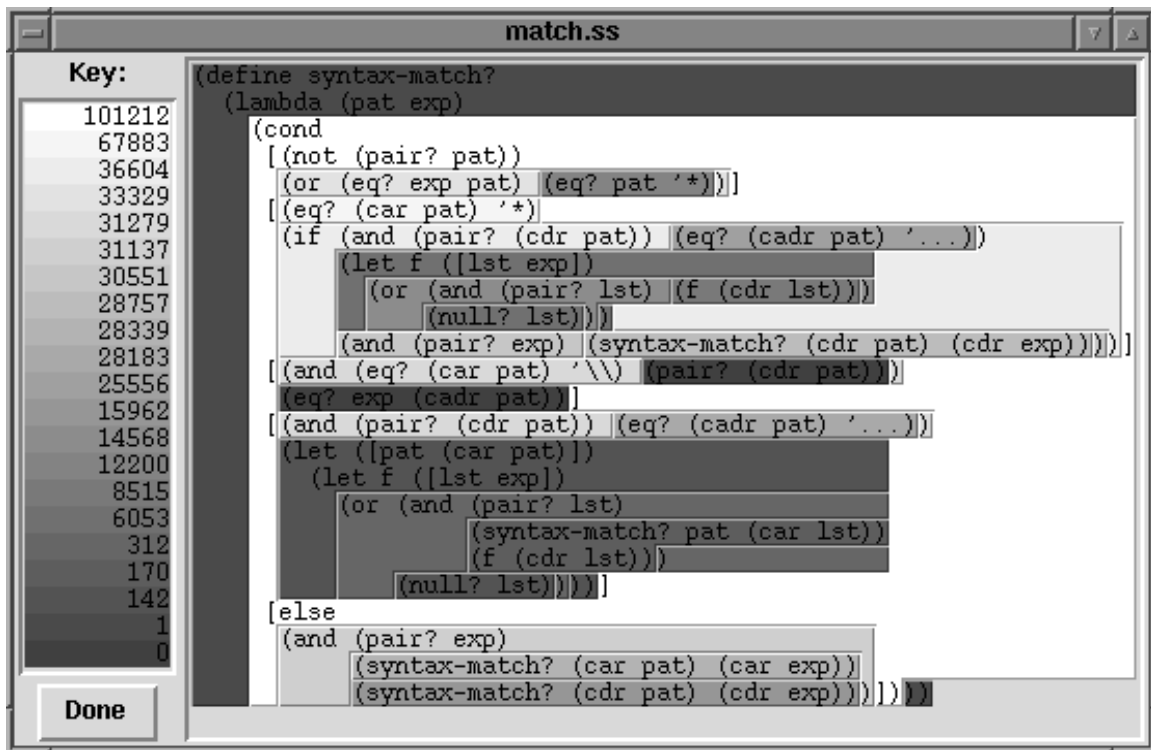 match.ss
Key:
101212
67883
36604
33329
31279
31137
30551
28757
28339
28183
25556
15962
14568
12200
8515
6053
312
170
142
1
0
Done
(define syntax-match?
(lambda (pat exp)
(cond
[(not (pair? pat))
(or (eq? exp pat) (eq? pat '*))]
[(eq? (car pat) '*)
(if (and (pair? (cdr pat)) (eq? (cadr pat) '...))
(let f ([lst exp])
(or (and (pair? lst) (f (cdr lst)))
(null? lst)))
(and (pair? exp) (syntax-match? (cdr pat) (cdr exp))))]
[(and (eq? (car pat) '\\) (pair? (cdr pat)))
(eq? exp (cadr pat))]
[(and (pair? (cdr pat)) (eq? (cadr pat) '...))
(let ([pat (car pat)])
(let f ([lst exp])
(or (and (pair? lst)
(syntax-match? pat (car lst))
(f (cdr lst)))
(null? lst))))]
[else
(and (pair? exp)
(syntax-match? (car pat) (car exp))
(syntax-match? (cdr pat) (cdr exp)))])))